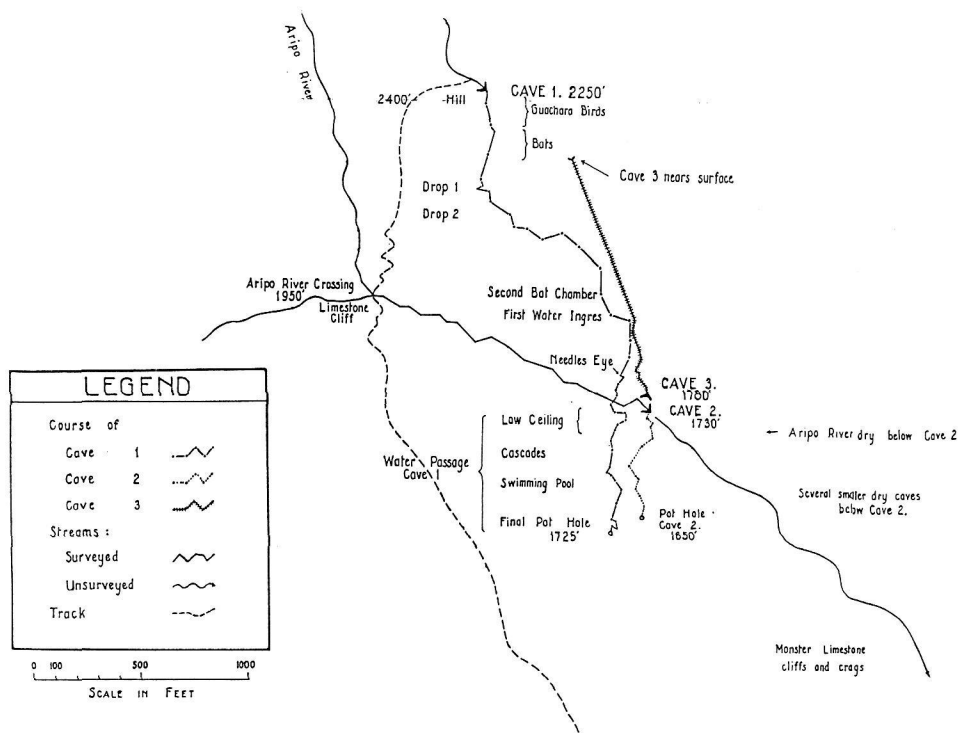 Aripo River
CAVE 1. 2250'
2400' -Hill
Guacharo Birds
Bats
Cave 3 nears surface
Drop 1
Drop 2
Aripo River Crossing
1950'
Limestone
Cliff
Second Bat Chamber
First Water Ingres
Needles Eye
CAVE 3.
1760'
CAVE 2.
1730'
Low Ceiling
Aripo River dry below Cave 2
Water Passage
Cave 1
Cascades
Swimming Pool
Several smaller dry caves
below Cave 2.
Final Pot Hole
1725'
Pot Hole
Cave 2.
1650'
Monster Limestone
cliffs and crags
LEGEND
Course of
Cave 1
Cave 2
Cave 3
Streams:
Surveyed
Unsurveyed
Track
0 100 500 1000
SCALE IN FEET